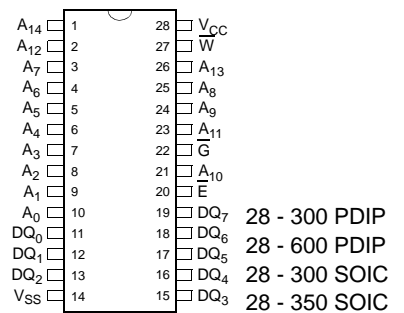 A14 1 28 VCC
A12 2 27 W
A7 3 26 A13
A6 4 25 A8
A5 5 24 A9
A4 6 23 A11
A3 7 22 G
A2 8 21 A10
A1 9 20 E
A0 10 19 DQ7 28 - 300 PDIP
DQ0 11 18 DQ6
28 - 600 PDIP
DQ1 12 17 DQ5
DQ2 13 16 DQ4 28 - 300 SOIC
VSS 14 15 DQ3 28 - 350 SOIC